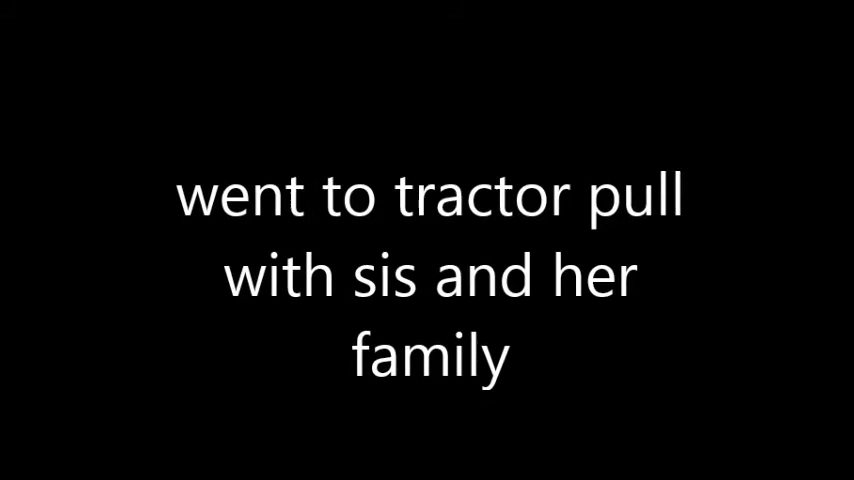 went to tractor pull
with sis and her
family